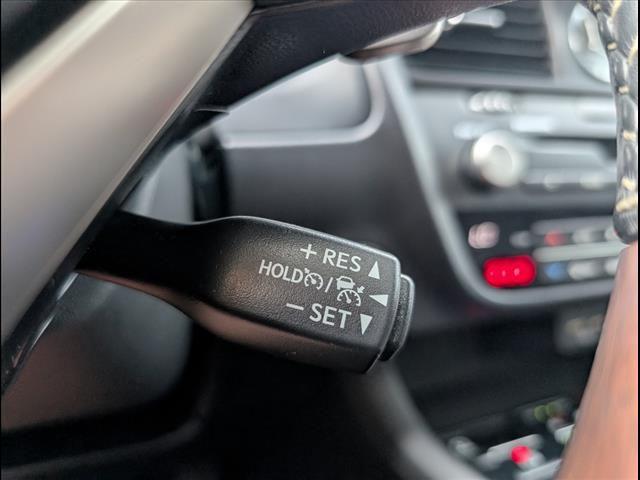 + RES
HOLD /
− SET